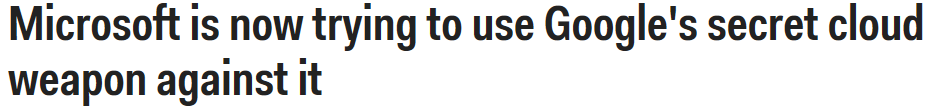 Microsoft is now trying to use Google's secret cloud
weapon against it